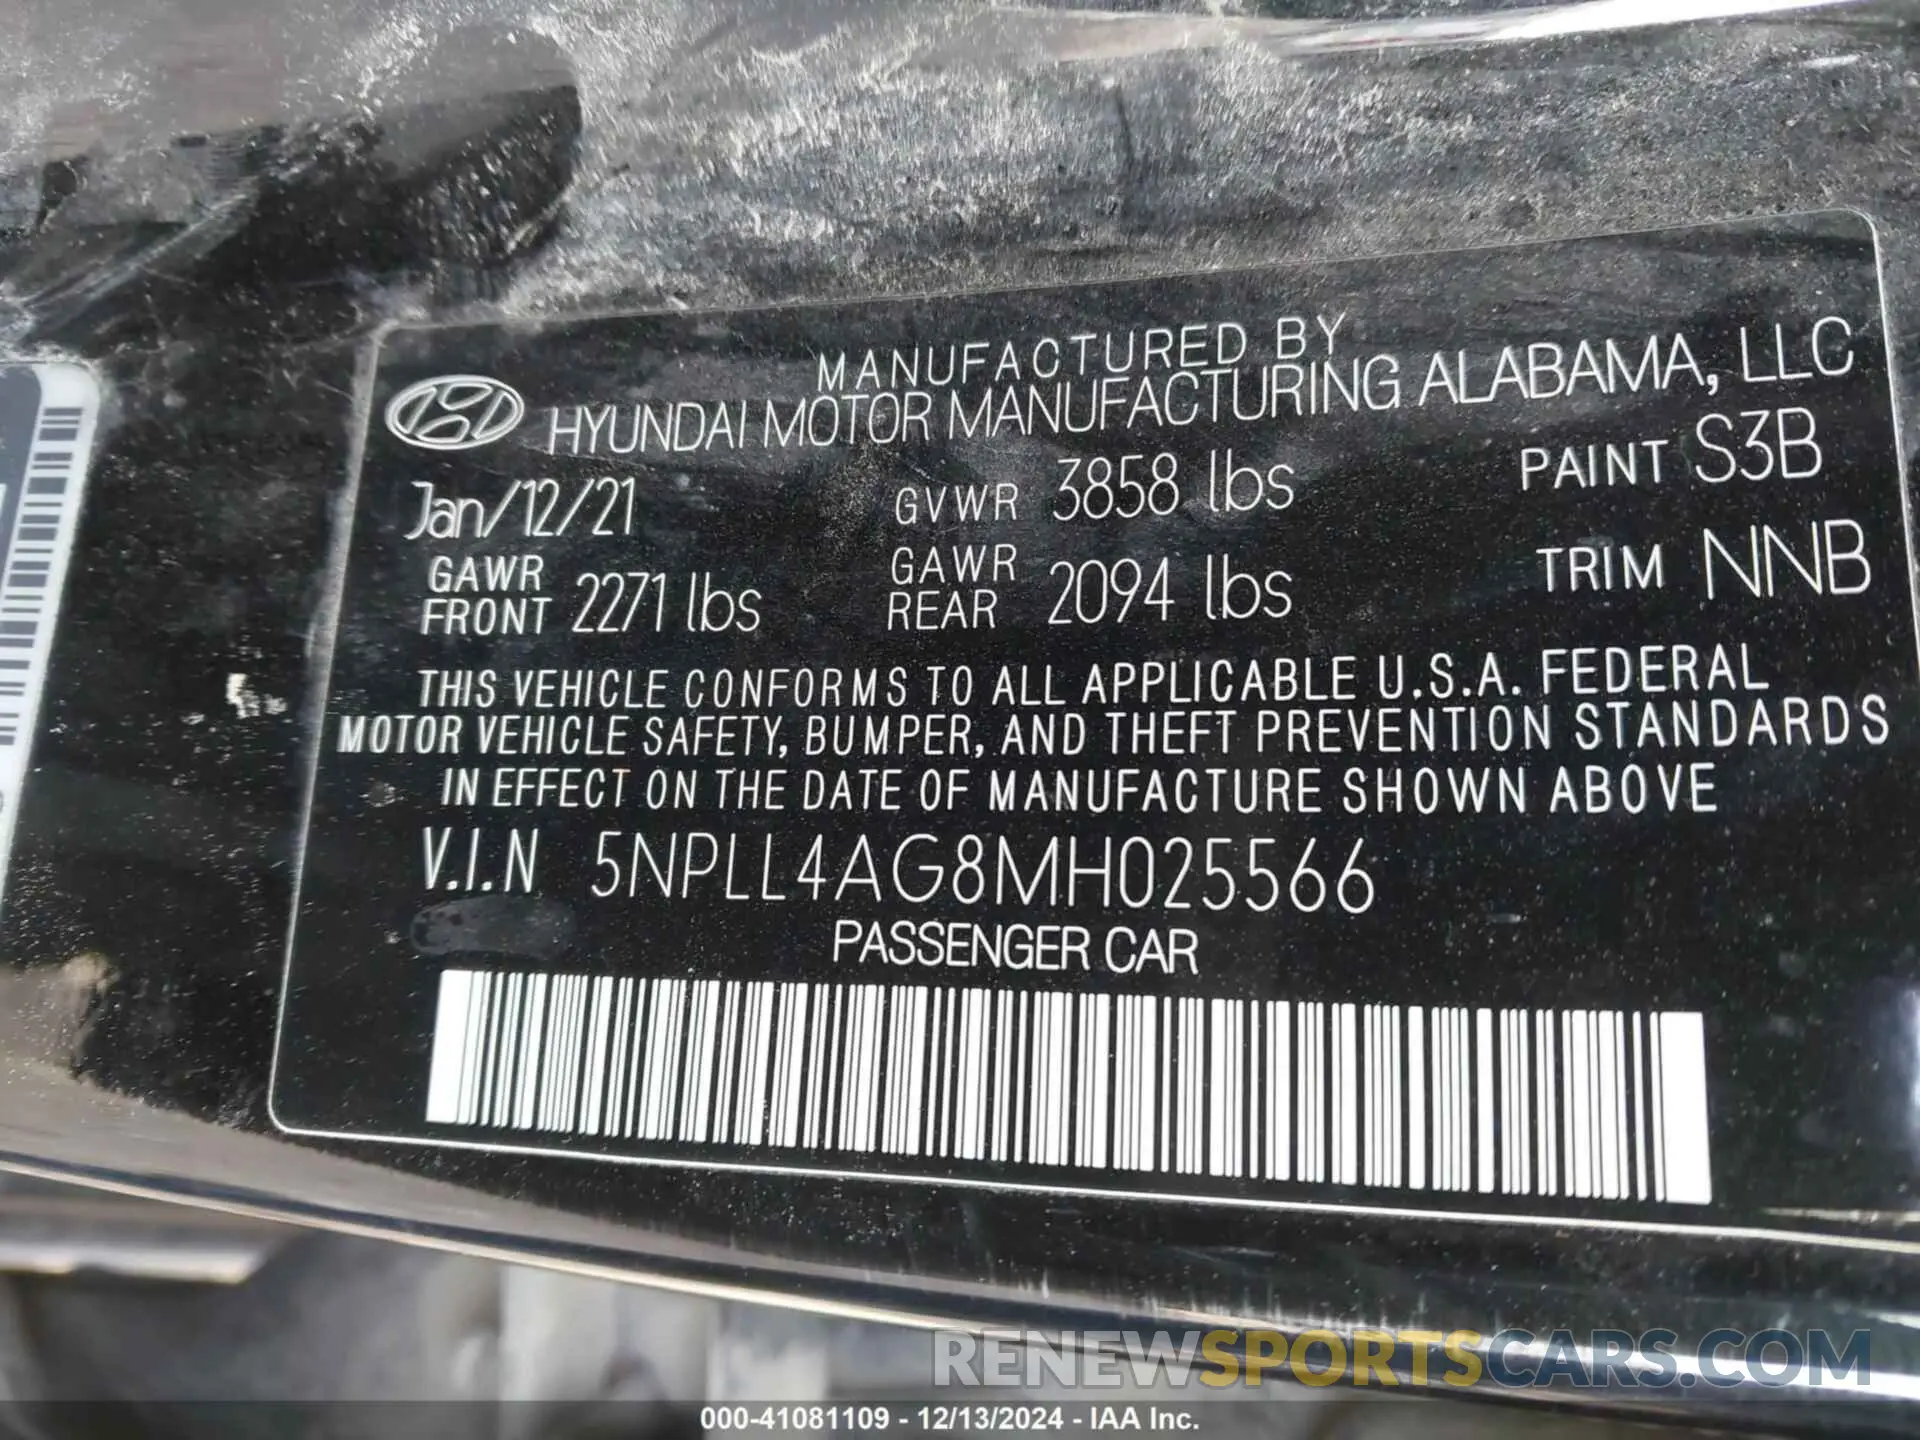 MANUFACTURED BY
HYUNDAI MOTOR MANUFACTURING ALABAMA, LLC
Jan/12/21 GVWR 3858 lbs PAINT S3B
GAWR FRONT 2271 lbs GAWR REAR 2094 lbs TRIM NNB
THIS VEHICLE CONFORMS TO ALL APPLICABLE U.S.A. FEDERAL
MOTOR VEHICLE SAFETY, BUMPER, AND THEFT PREVENTION STANDARDS
IN EFFECT ON THE DATE OF MANUFACTURE SHOWN ABOVE
V.I.N 5NPLL4AG8MH025566
PASSENGER CAR
RENEWSPORTSCARS.COM
000-41081109 - 12/13/2024 - IAA Inc.